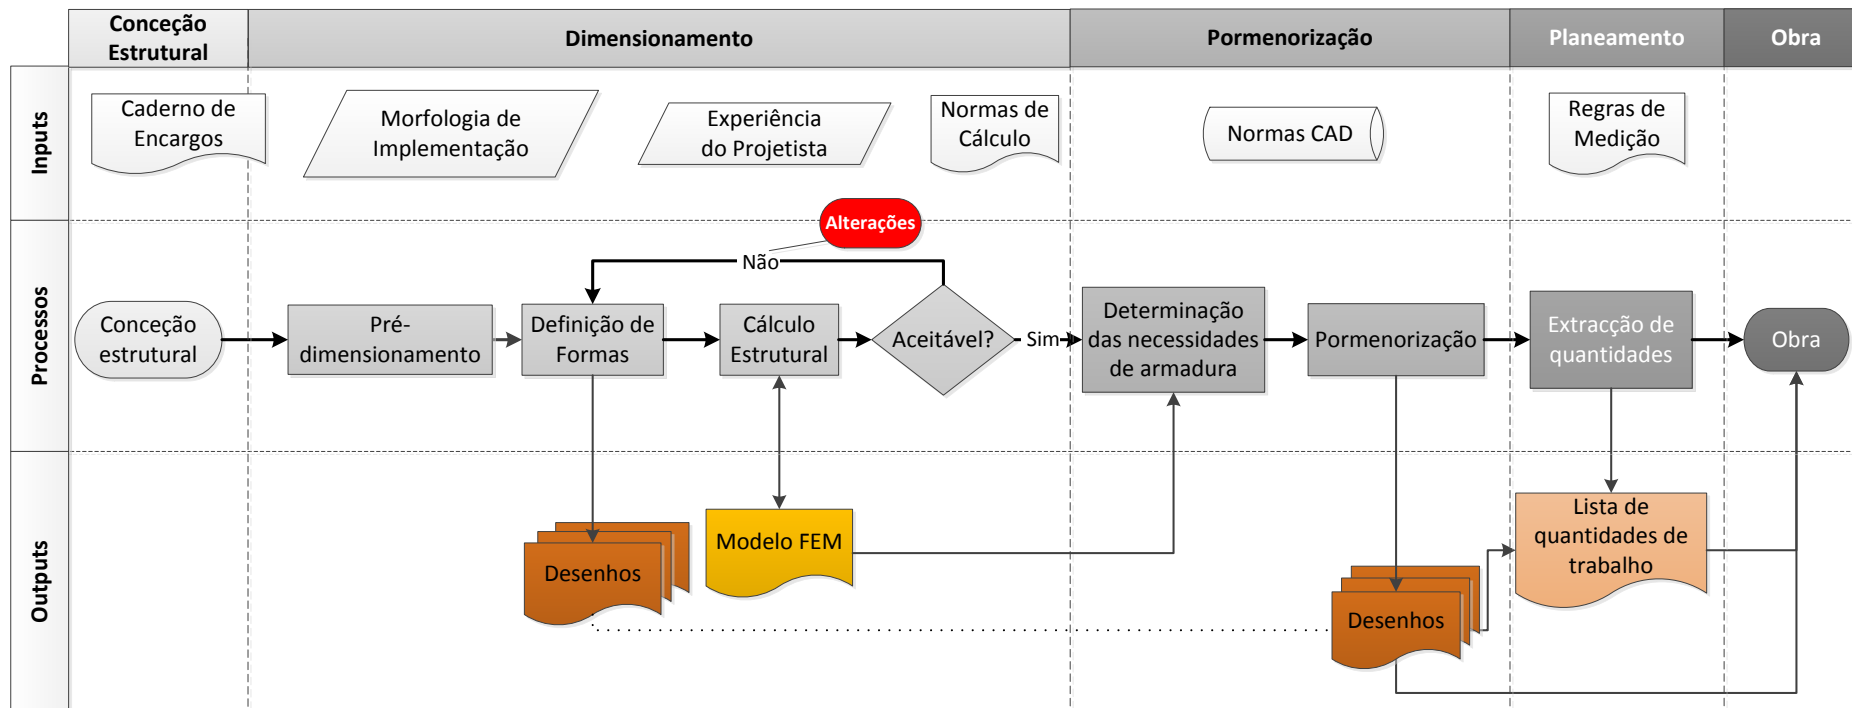 Conceção
Estrutural
Dimensionamento
Pormenorização
Planeamento
Obra
Inputs
Caderno de
Encargos
Morfologia de
Implementação
Experiência
do Projetista
Normas de
Cálculo
Normas CAD
Regras de
Medição
Processos
Alterações
Não
Conceção
estrutural
Pré-
dimensionamento
Definição de
Formas
Cálculo
Estrutural
Aceitável?
Sim
Determinação
das necessidades
de armadura
Pormenorização
Extracção de
quantidades
Obra
Outputs
Desenhos
Modelo FEM
Desenhos
Lista de
quantidades de
trabalho